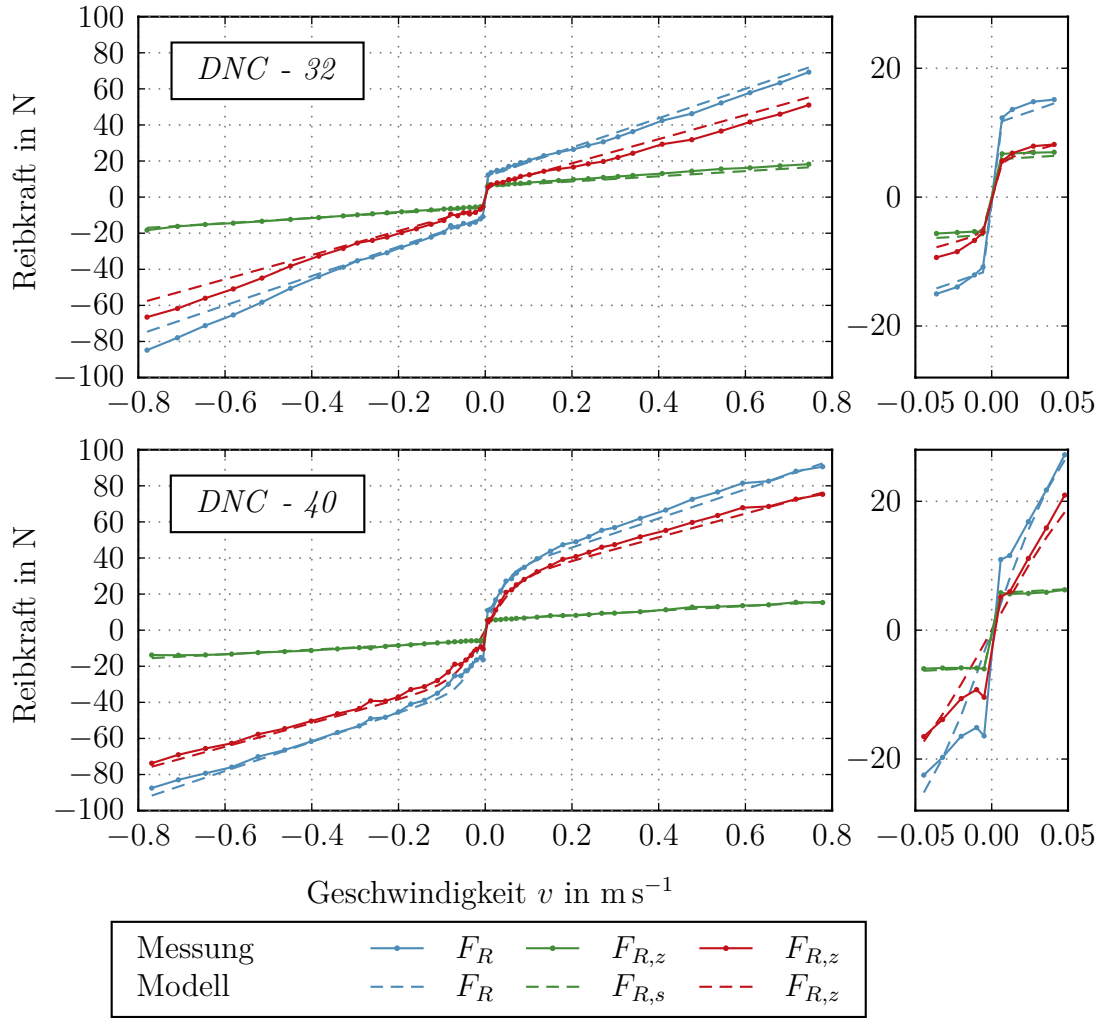 100
80
60
40
20
0
−20
−40
−60
−80
−100
Reibkraft in N
DNC - 32
−0.8 −0.6 −0.4 −0.2 0.0 0.2 0.4 0.6 0.8
20
0
−20
−0.05 0.00 0.05
100
80
60
40
20
0
−20
−40
−60
−80
−100
Reibkraft in N
DNC - 40
−0.8 −0.6 −0.4 −0.2 0.0 0.2 0.4 0.6 0.8
20
0
−20
−0.05 0.00 0.05
Geschwindigkeit v in m s⁻¹
Messung F_R F_{R,z} F_{R,z}
Modell F_R F_{R,s} F_{R,z}